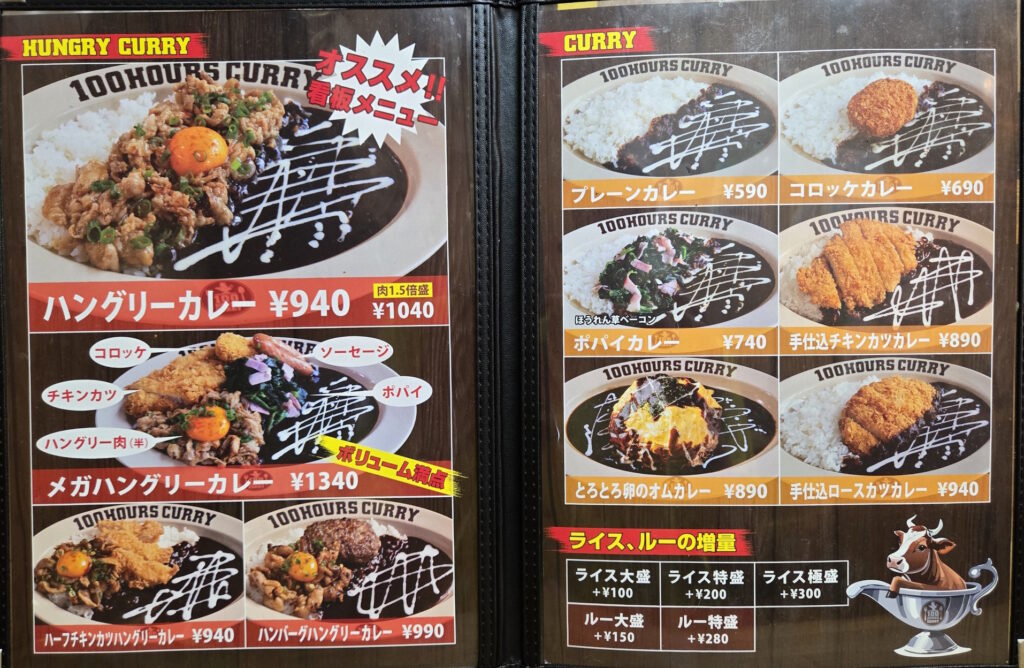 HUNGRY CURRY
100HOURS CURRY
オススメ!!
看板メニュー
ハングリーカレー ¥940
肉1.5倍盛
¥1040
100HOURS CURRY
コロッケ
ソーセージ
チキンカツ
ポパイ
ハングリー肉(半)
ボリューム満点
メガハングリーカレー ¥1340
100HOURS CURRY
ハーフチキンカツハングリーカレー ¥940
100HOURS CURRY
ハンバーグハングリーカレー ¥990
CURRY
100HOURS CURRY
プレーンカレー ¥590
100HOURS CURRY
コロッケカレー ¥690
100HOURS CURRY
ほうれん草ベーコン
ポパイカレー ¥740
100HOURS CURRY
手仕込チキンカツカレー ¥890
100HOURS CURRY
とろとろ卵のオムカレー ¥890
100HOURS CURRY
手仕込ロースカツカレー ¥940
ライス、ルーの増量
ライス大盛
+¥100
ライス特盛
+¥200
ライス極盛
+¥300
ルー大盛
+¥150
ルー特盛
+¥280